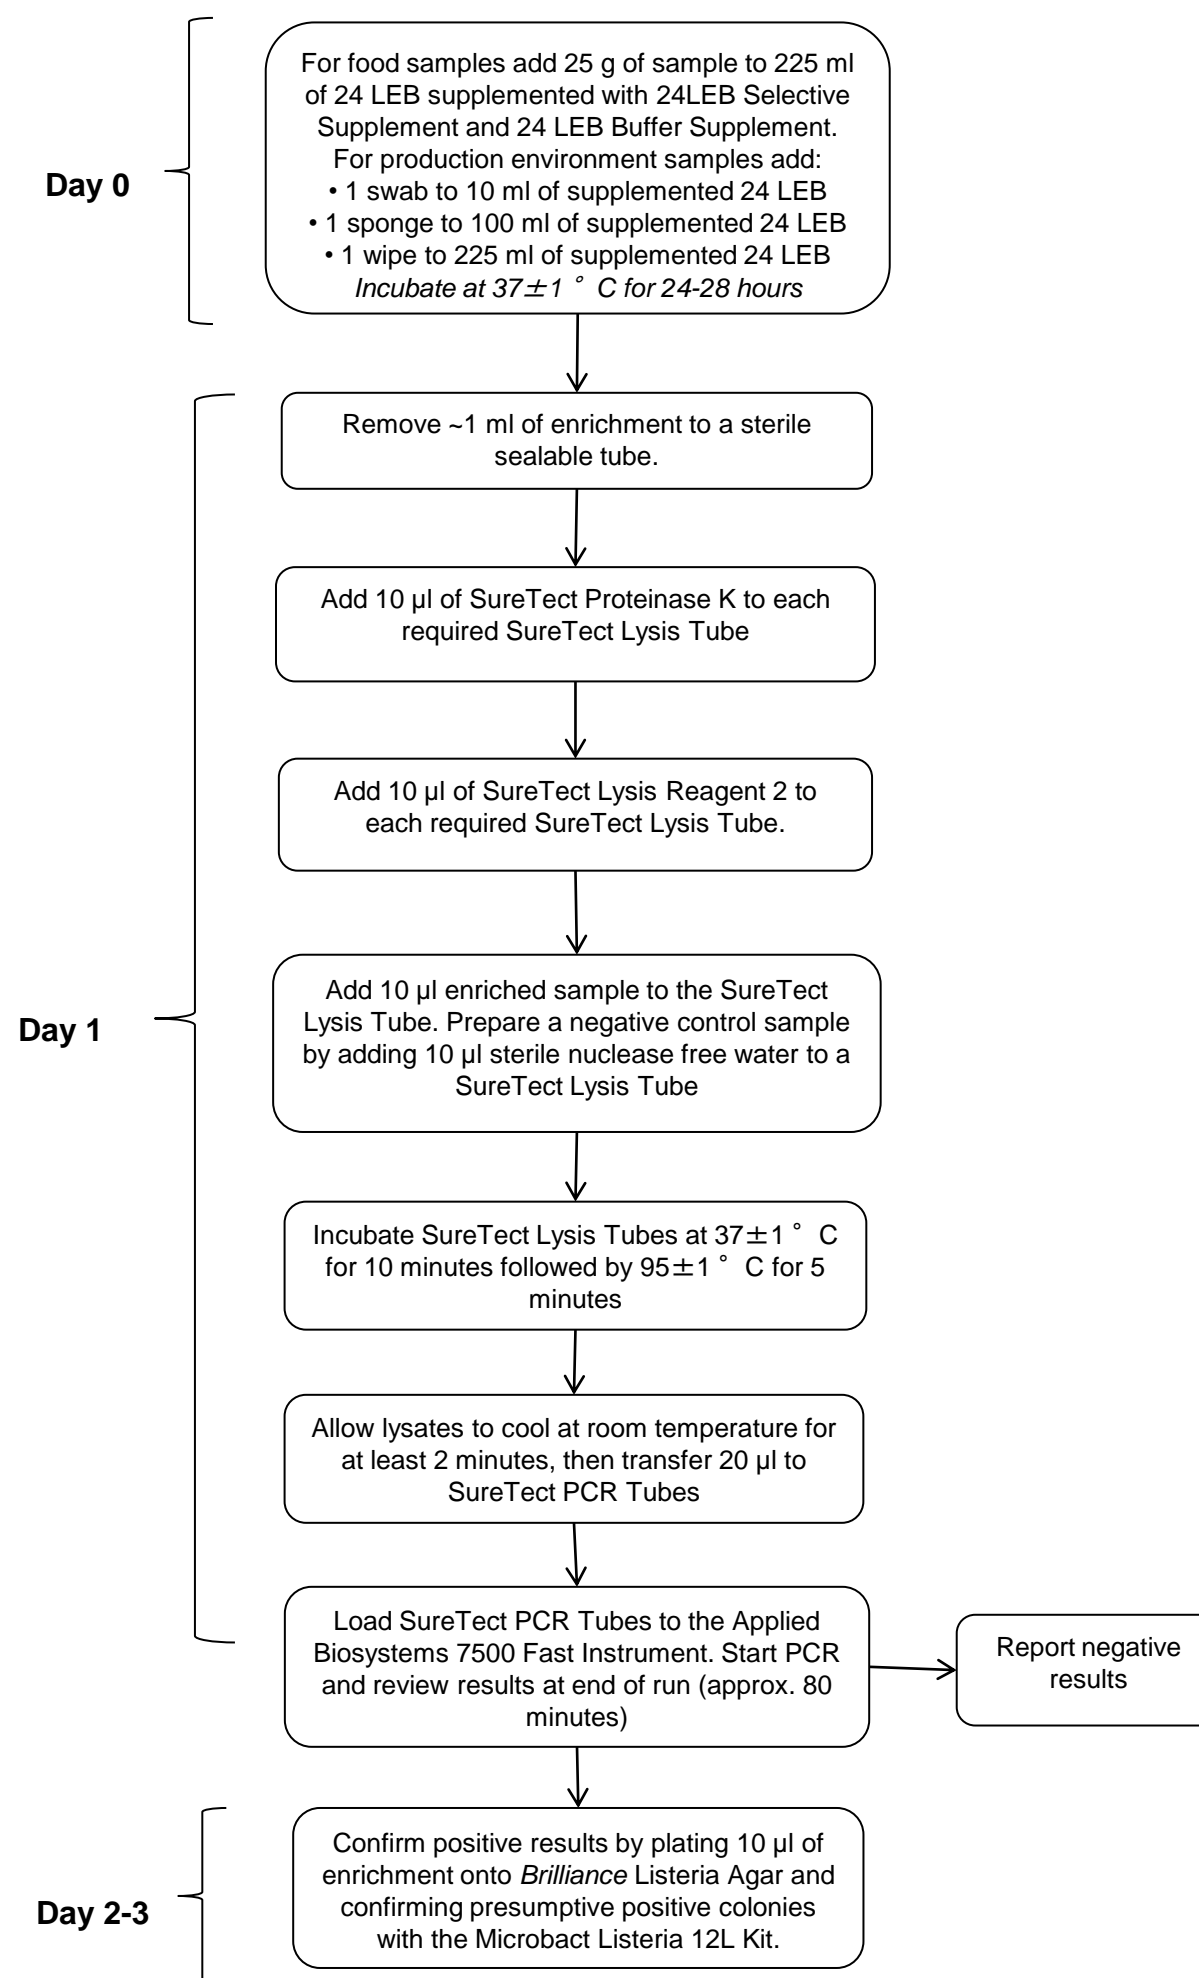 Day 0
For food samples add 25 g of sample to 225 ml
of 24 LEB supplemented with 24LEB Selective
Supplement and 24 LEB Buffer Supplement.
For production environment samples add:
• 1 swab to 10 ml of supplemented 24 LEB
• 1 sponge to 100 ml of supplemented 24 LEB
• 1 wipe to 225 ml of supplemented 24 LEB
Incubate at 37±1 ° C for 24-28 hours
Day 1
Remove ~1 ml of enrichment to a sterile
sealable tube.
Add 10 µl of SureTect Proteinase K to each
required SureTect Lysis Tube
Add 10 µl of SureTect Lysis Reagent 2 to
each required SureTect Lysis Tube.
Add 10 µl enriched sample to the SureTect
Lysis Tube. Prepare a negative control sample
by adding 10 µl sterile nuclease free water to a
SureTect Lysis Tube
Incubate SureTect Lysis Tubes at 37±1 ° C
for 10 minutes followed by 95±1 ° C for 5
minutes
Allow lysates to cool at room temperature for
at least 2 minutes, then transfer 20 µl to
SureTect PCR Tubes
Load SureTect PCR Tubes to the Applied
Biosystems 7500 Fast Instrument. Start PCR
and review results at end of run (approx. 80
minutes)
Report negative
results
Day 2-3
Confirm positive results by plating 10 µl of
enrichment onto Brilliance Listeria Agar and
confirming presumptive positive colonies
with the Microbact Listeria 12L Kit.